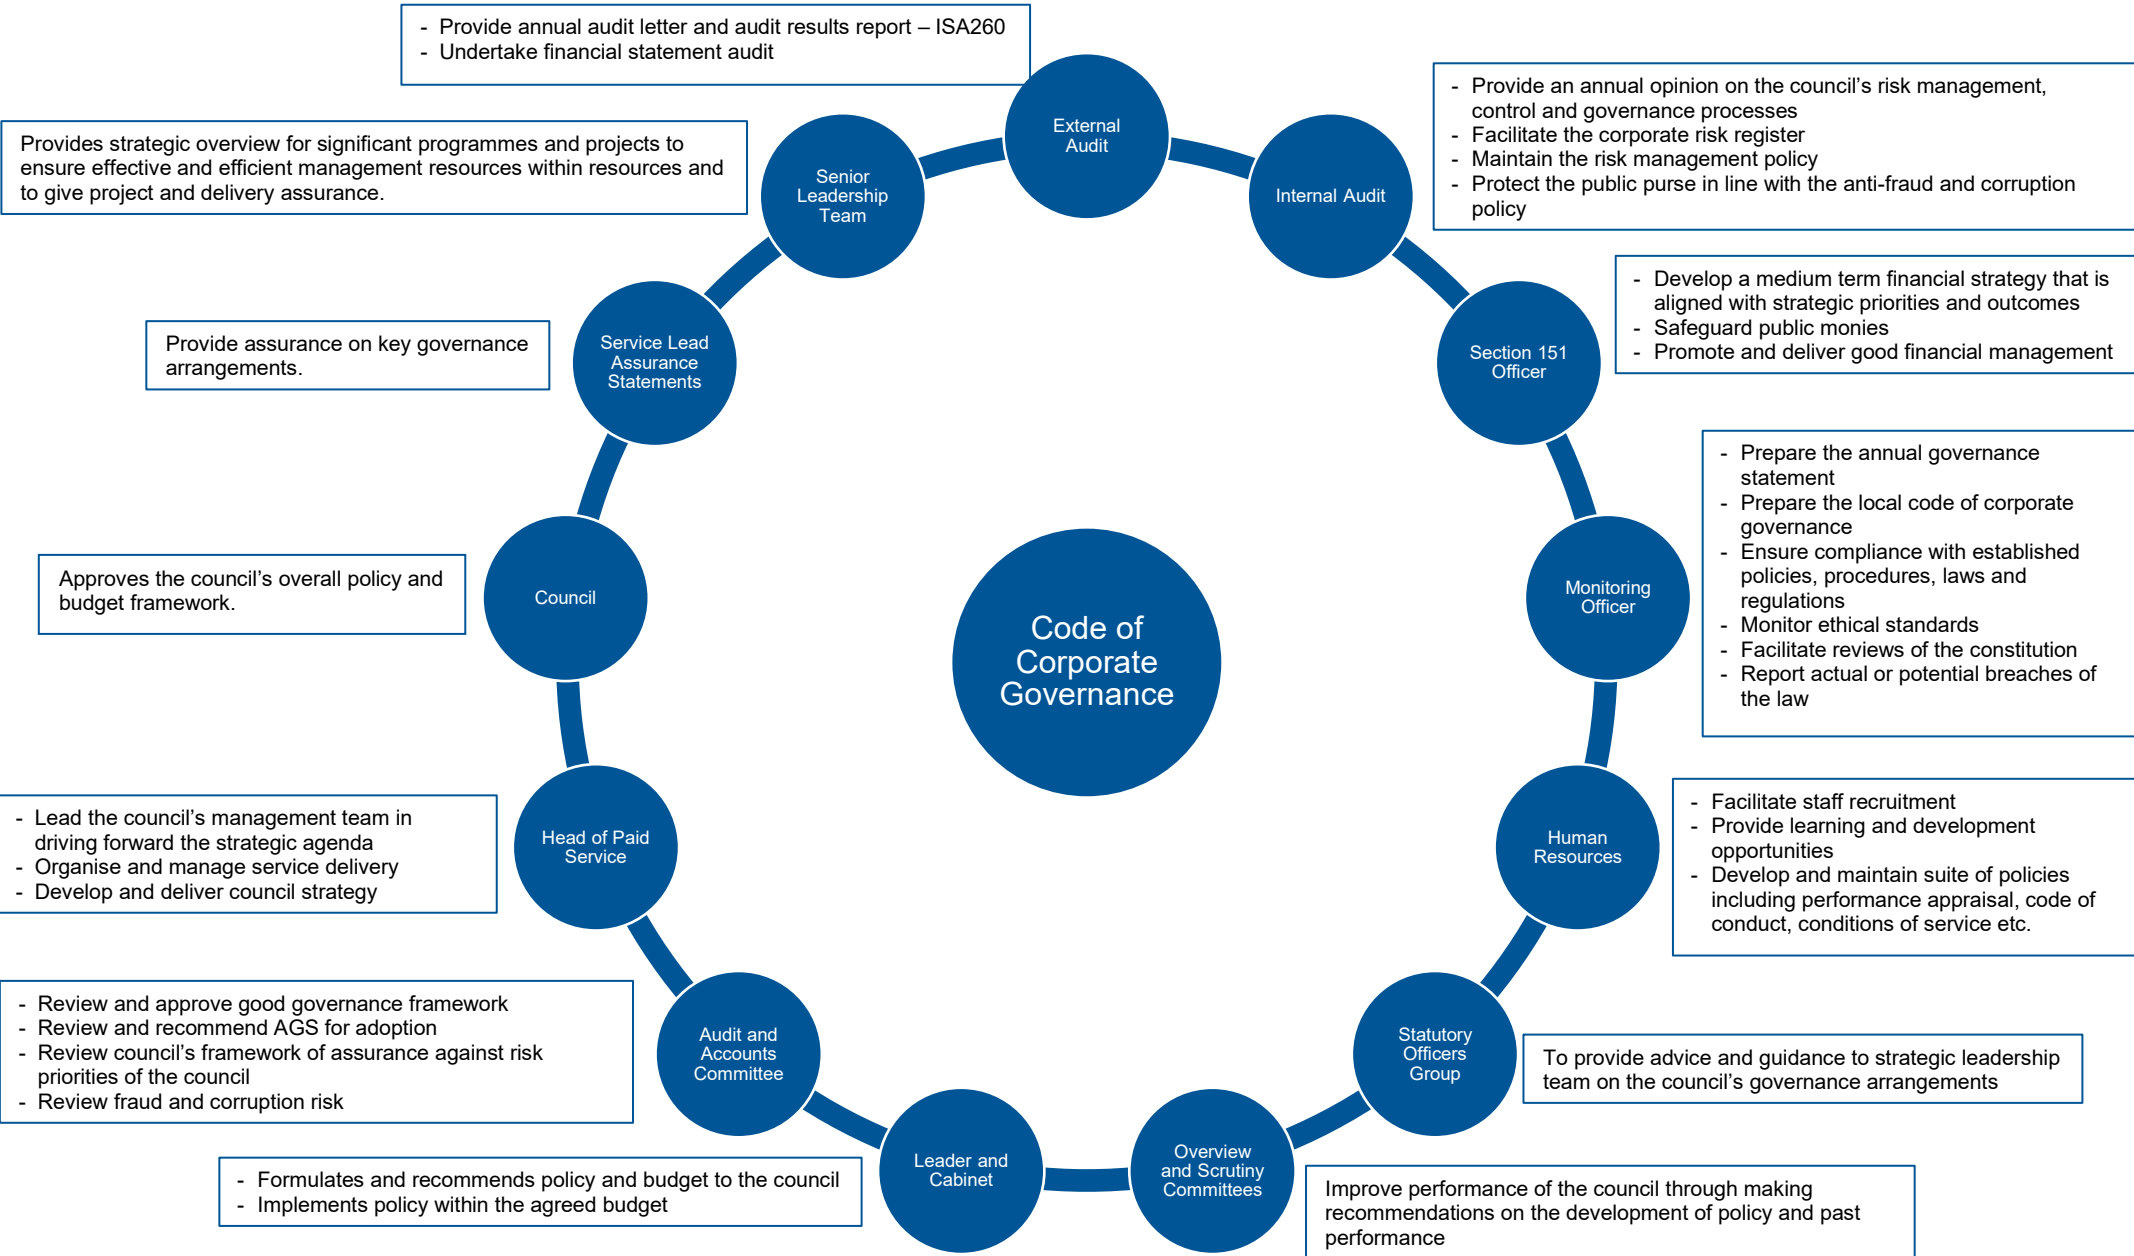 - Provide annual audit letter and audit results report – ISA260
- Undertake financial statement audit
External
Audit
- Provide an annual opinion on the council’s risk management,
control and governance processes
- Facilitate the corporate risk register
- Maintain the risk management policy
- Protect the public purse in line with the anti-fraud and corruption
policy
Internal Audit
- Develop a medium term financial strategy that is
aligned with strategic priorities and outcomes
- Safeguard public monies
- Promote and deliver good financial management
Section 151
Officer
- Prepare the annual governance
statement
- Prepare the local code of corporate
governance
- Ensure compliance with established
policies, procedures, laws and
regulations
- Monitor ethical standards
- Facilitate reviews of the constitution
- Report actual or potential breaches of
the law
Monitoring
Officer
- Facilitate staff recruitment
- Provide learning and development
opportunities
- Develop and maintain suite of policies
including performance appraisal, code of
conduct, conditions of service etc.
Human
Resources
To provide advice and guidance to strategic leadership
team on the council’s governance arrangements
Statutory
Officers
Group
Improve performance of the council through making
recommendations on the development of policy and past
performance
Overview
and Scrutiny
Committees
- Formulates and recommends policy and budget to the council
- Implements policy within the agreed budget
Leader and
Cabinet
- Review and approve good governance framework
- Review and recommend AGS for adoption
- Review council’s framework of assurance against risk
priorities of the council
- Review fraud and corruption risk
Audit and
Accounts
Committee
- Lead the council’s management team in
driving forward the strategic agenda
- Organise and manage service delivery
- Develop and deliver council strategy
Head of Paid
Service
Approves the council’s overall policy and
budget framework.
Council
Provide assurance on key governance
arrangements.
Service Lead
Assurance
Statements
Provides strategic overview for significant programmes and projects to
ensure effective and efficient management resources within resources and
to give project and delivery assurance.
Senior
Leadership
Team
Code of
Corporate
Governance